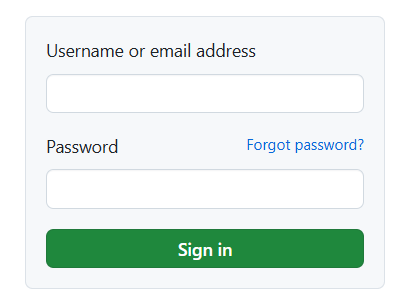 Username or email address
Password Forgot password?
Sign in